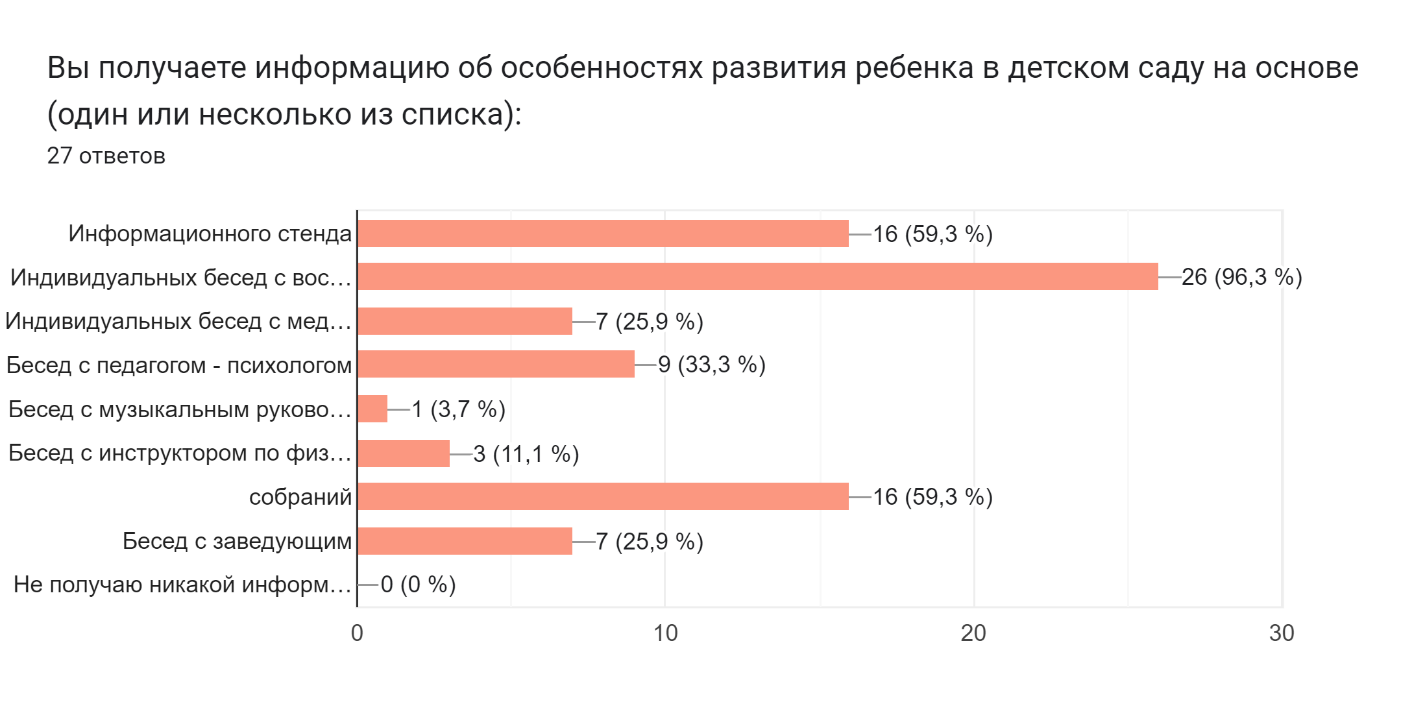 Вы получаете информацию об особенностях развития ребенка в детском саду на основе
(один или несколько из списка):
27 ответов
Информационного стенда 16 (59,3 %)
Индивидуальных бесед с вос… 26 (96,3 %)
Индивидуальных бесед с мед… 7 (25,9 %)
Бесед с педагогом - психологом 9 (33,3 %)
Бесед с музыкальным руково… 1 (3,7 %)
Бесед с инструктором по физ… 3 (11,1 %)
собраний 16 (59,3 %)
Бесед с заведующим 7 (25,9 %)
Не получаю никакой информ… 0 (0 %)
0 10 20 30